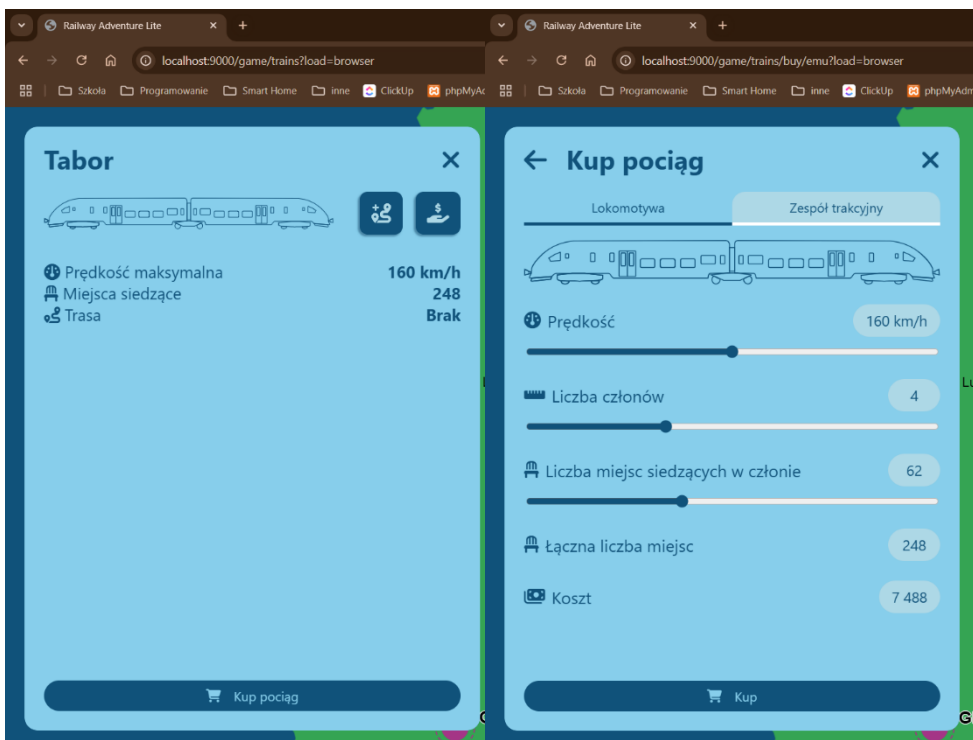 Railway Adventure Lite
localhost:9000/game/trains?load=browser
Szkoła Programowanie Smart Home inne ClickUp phpMyAd
Tabor
Prędkość maksymalna 160 km/h
Miejsca siedzące 248
Trasa Brak
Kup pociąg
Railway Adventure Lite
localhost:9000/game/trains/buy/emu?load=browser
Szkoła Programowanie Smart Home inne ClickUp phpMyAdm
Kup pociąg
Lokomotywa Zespół trakcyjny
Prędkość 160 km/h
Liczba członów 4
Liczba miejsc siedzących w członie 62
Łączna liczba miejsc 248
Koszt 7 488
Kup